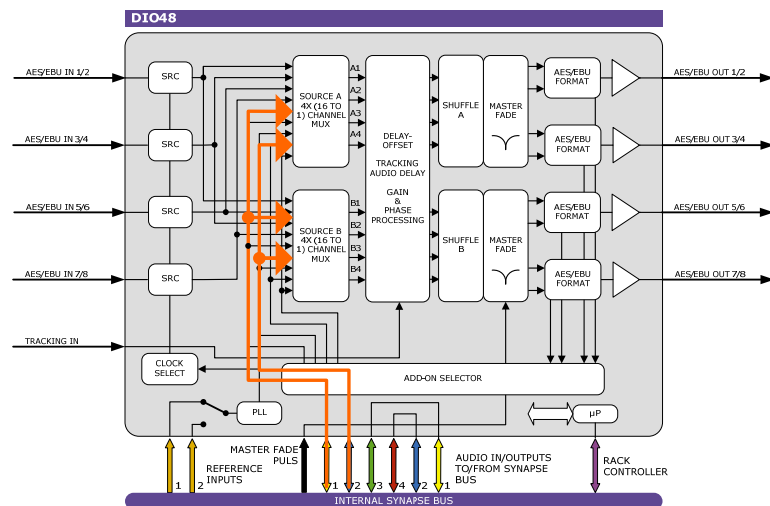 DIO48
AES/EBU IN 1/2
SRC
SOURCE A
4X (16 TO
1) CHANNEL
MUX
A1
A2
A3
A4
DELAY-
OFFSET
TRACKING
AUDIO DELAY
GAIN
&
PHASE
PROCESSING
SHUFFLE
A
MASTER
FADE
AES/EBU
FORMAT
AES/EBU OUT 1/2
AES/EBU IN 3/4
SRC
AES/EBU
FORMAT
AES/EBU OUT 3/4
AES/EBU IN 5/6
SRC
SOURCE B
4X (16 TO
1) CHANNEL
MUX
B1
B2
B3
B4
SHUFFLE
B
MASTER
FADE
AES/EBU
FORMAT
AES/EBU OUT 5/6
AES/EBU IN 7/8
SRC
AES/EBU
FORMAT
AES/EBU OUT 7/8
TRACKING IN
CLOCK
SELECT
ADD-ON SELECTOR
PLL
µP
REFERENCE
INPUTS
1
2
MASTER FADE
PULS
1
2
3
4
2
1
AUDIO IN/OUTPUTS
TO/FROM SYNAPSE
BUS
RACK
CONTROLLER
INTERNAL SYNAPSE BUS